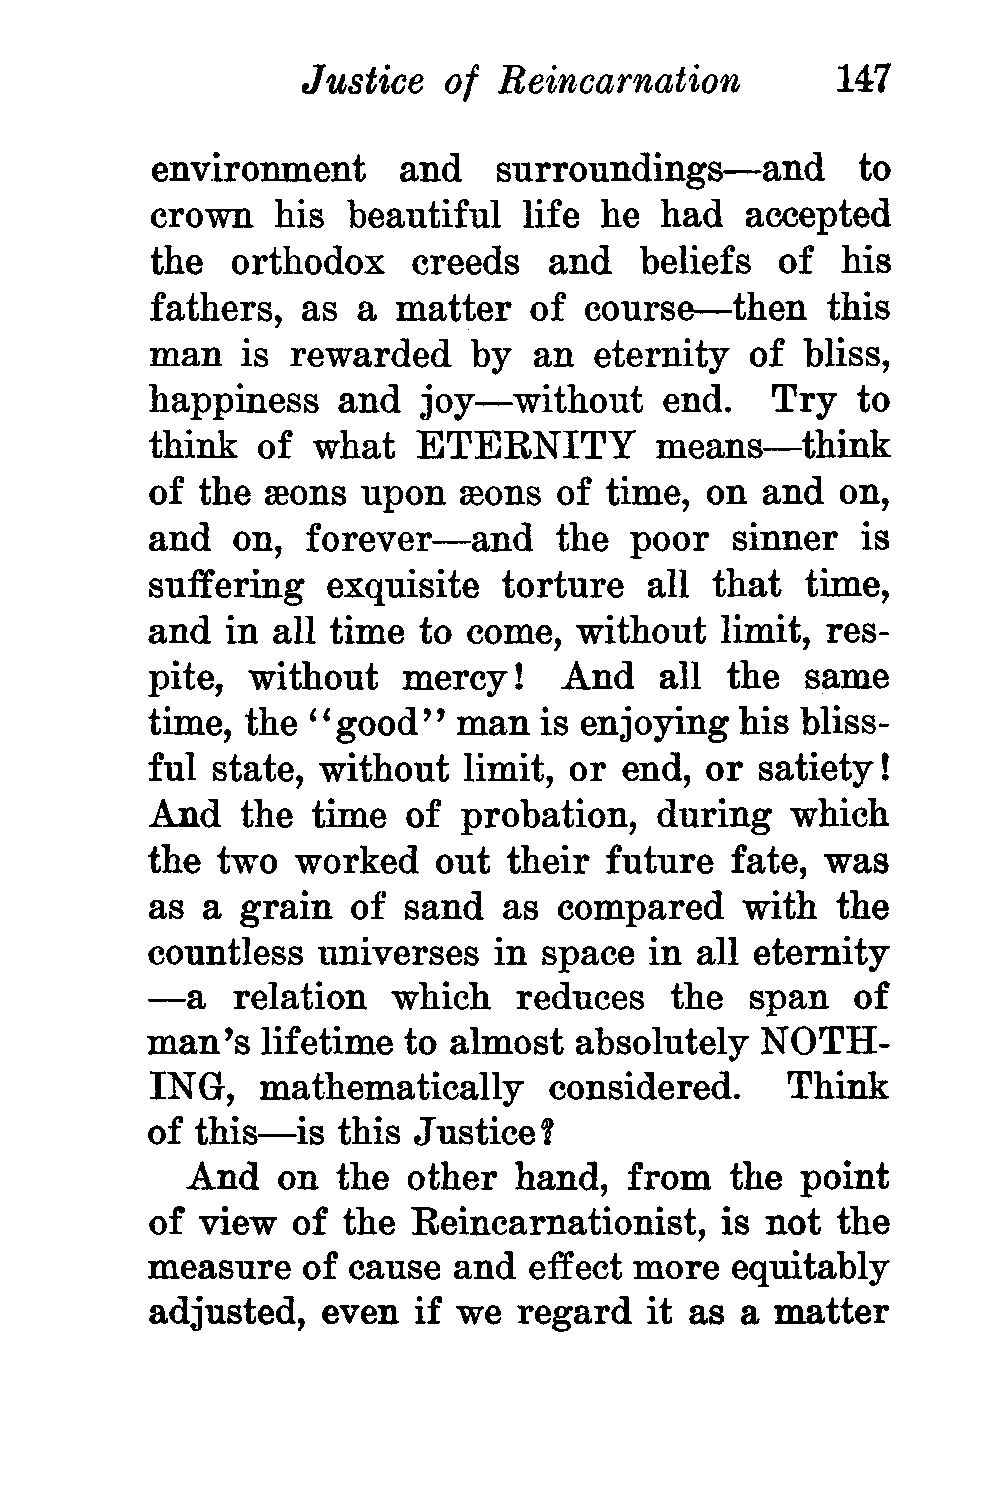 Justice of Reincarnation 147
environment and surroundings—and to
crown his beautiful life he had accepted
the orthodox creeds and beliefs of his
fathers, as a matter of course—then this
man is rewarded by an eternity of bliss,
happiness and joy—without end. Try to
think of what ETERNITY means—think
of the æons upon æons of time, on and on,
and on, forever—and the poor sinner is
suffering exquisite torture all that time,
and in all time to come, without limit, res-
pite, without mercy! And all the same
time, the "good" man is enjoying his bliss-
ful state, without limit, or end, or satiety!
And the time of probation, during which
the two worked out their future fate, was
as a grain of sand as compared with the
countless universes in space in all eternity
—a relation which reduces the span of
man's lifetime to almost absolutely NOTH-
ING, mathematically considered. Think
of this—is this Justice?
And on the other hand, from the point
of view of the Reincarnationist, is not the
measure of cause and effect more equitably
adjusted, even if we regard it as a matter